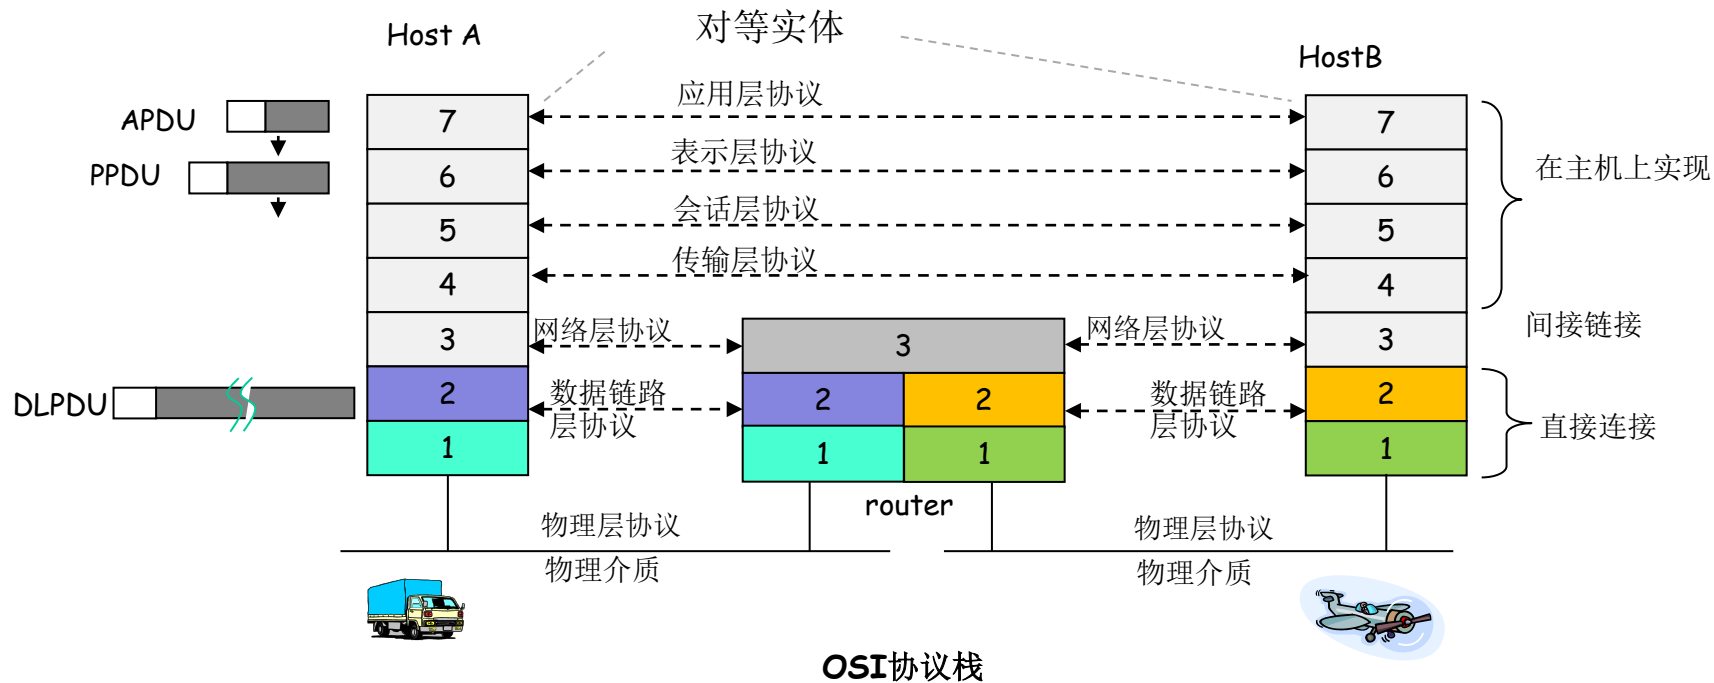 Host A
对等实体
HostB
APDU
7
应用层协议
7
PPDU
6
表示层协议
6
在主机上实现
5
会话层协议
5
4
传输层协议
4
3
网络层协议
3
网络层协议
3
间接链接
DLPDU
2
数据链路
层协议
2
2
数据链路
层协议
2
直接连接
1
1
1
1
router
物理层协议
物理层协议
物理介质
物理介质
OSI协议栈